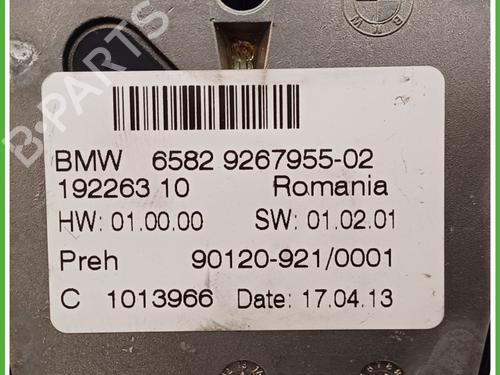 B-PARTS
BMW 6582 9267955-02
192263 10 Romania
HW: 01.00.00 SW: 01.02.01
Preh 90120-921/0001
C 1013966 Date: 17.04.13